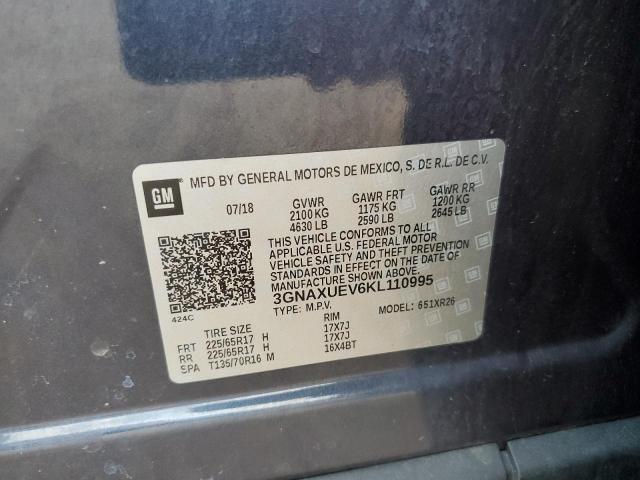 GM
MFD BY GENERAL MOTORS DE MEXICO, S. DE R.L. DE C.V.
07/18 GVWR GAWR FRT GAWR RR
2100 KG 1175 KG 1200 KG
4630 LB 2590 LB 2645 LB
THIS VEHICLE CONFORMS TO ALL
APPLICABLE U.S. FEDERAL MOTOR
VEHICLE SAFETY AND THEFT PREVENTION
STANDARDS IN EFFECT ON THE DATE OF
MANUFACTURE SHOWN ABOVE.
3GNAXUEV6KL110995
TYPE: M.P.V. MODEL: 651XR26
424C
TIRE SIZE RIM
FRT 225/65R17 H 17X7J
RR 225/65R17 H 17X7J
SPA T135/70R16 M 16X4BT